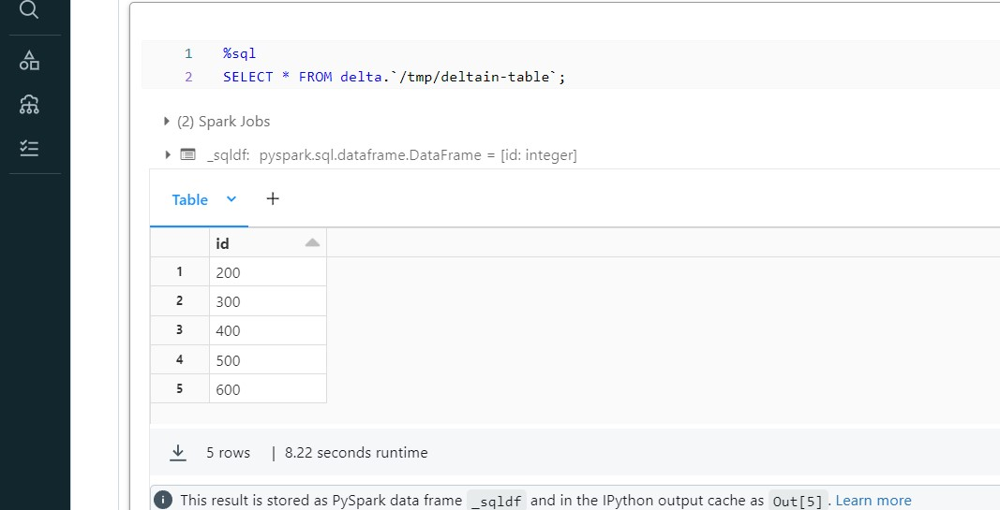 1 %sql
2 SELECT * FROM delta.`/tmp/deltain-table`;
(2) Spark Jobs
_sqldf: pyspark.sql.dataframe.DataFrame = [id: integer]
Table +
id
1 200
2 300
3 400
4 500
5 600
5 rows | 8.22 seconds runtime
This result is stored as PySpark data frame _sqldf and in the IPython output cache as Out[5]. Learn more